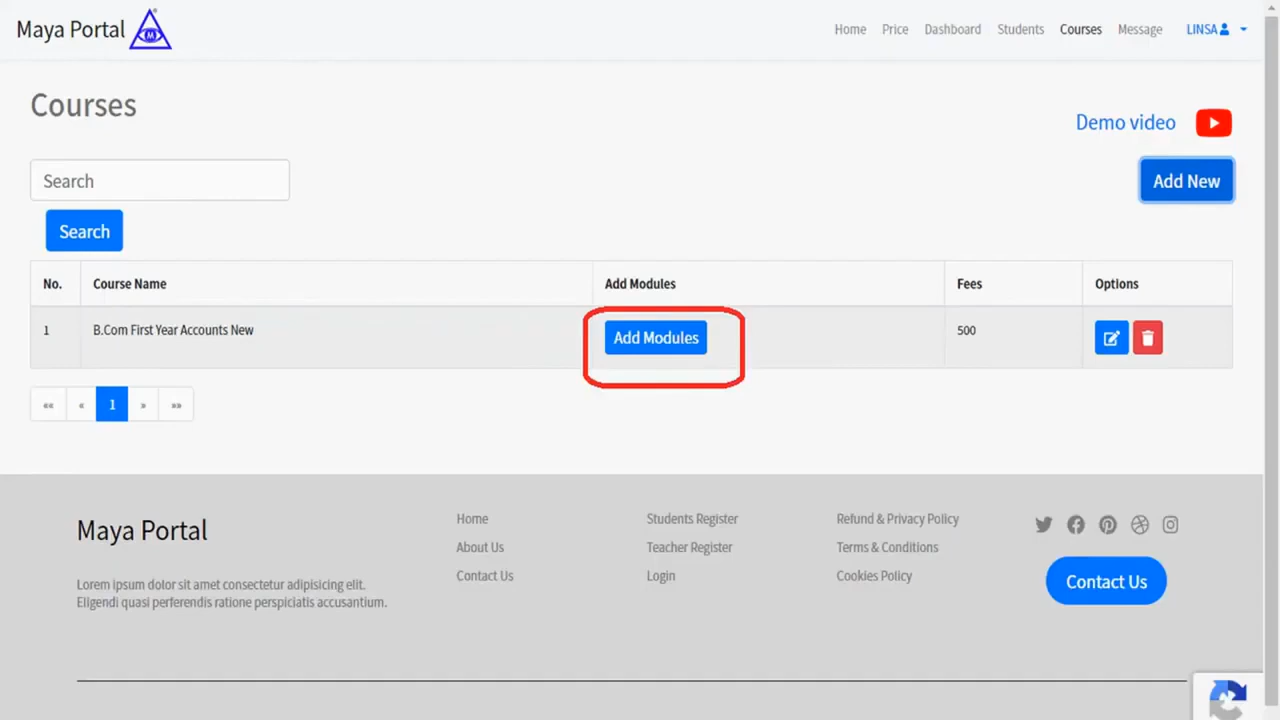 Maya Portal
Home Price Dashboard Students Courses Message LINSA
Courses
Demo video
Search
Add New
Search
No. Course Name Add Modules Fees Options
1 B.Com First Year Accounts New Add Modules 500
«« « 1 » »»
Maya Portal
Lorem ipsum dolor sit amet consectetur adipisicing elit.
Eligendi quasi perferendis ratione perspiciatis accusantium.
Home
About Us
Contact Us
Students Register
Teacher Register
Login
Refund & Privacy Policy
Terms & Conditions
Cookies Policy
Contact Us